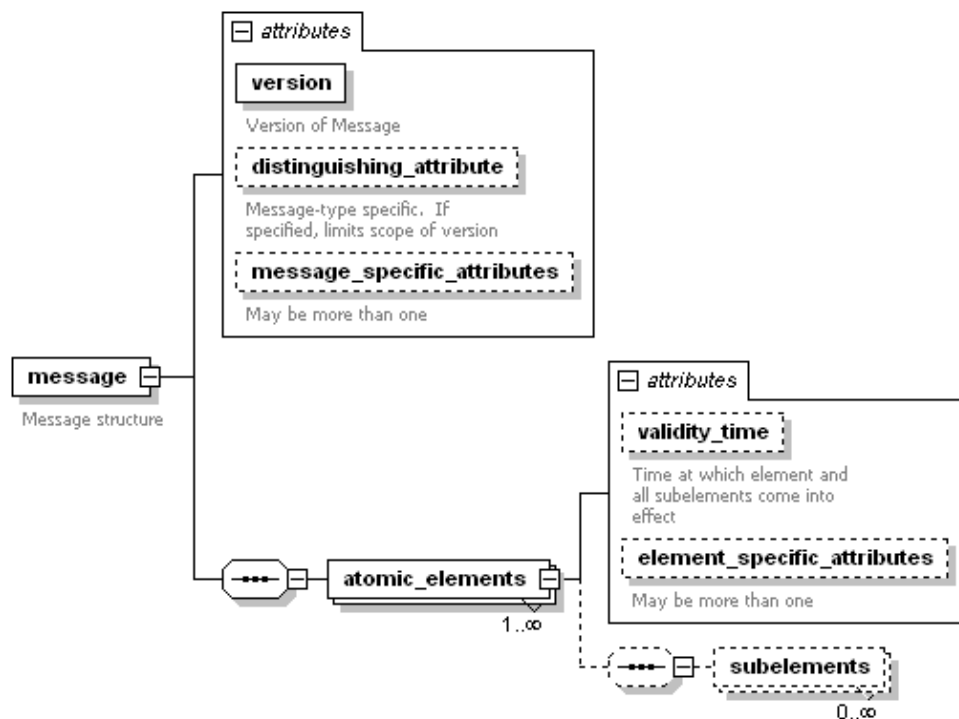 attributes
version
Version of Message
distinguishing_attribute
Message-type specific. If
specified, limits scope of version
message_specific_attributes
May be more than one
message
Message structure
attributes
validity_time
Time at which element and
all subelements come into
effect
element_specific_attributes
May be more than one
atomic_elements
1..∞
subelements
0..∞